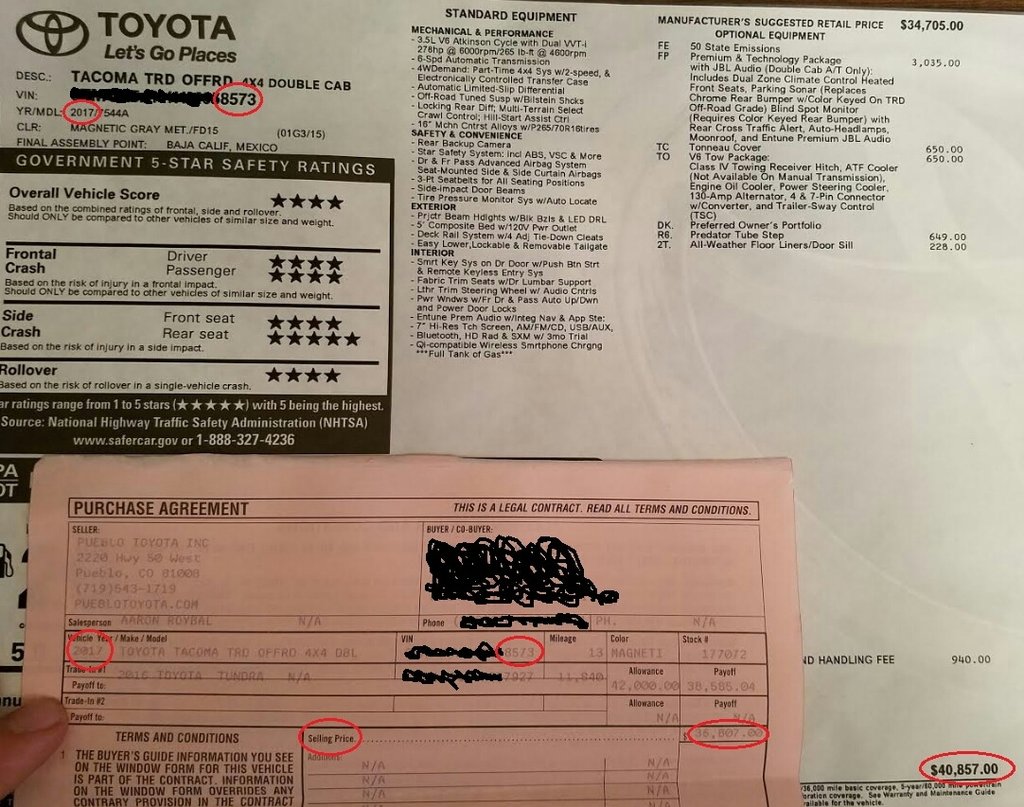 TOYOTA
Let's Go Places
DESC.: TACOMA TRD OFFRD 4X4 DOUBLE CAB
VIN: 8573
YR/MDL: 2017/7544A
CLR: MAGNETIC GRAY MET./FD15 (01G3/15)
FINAL ASSEMBLY POINT: BAJA CALIF, MEXICO
GOVERNMENT 5-STAR SAFETY RATINGS
Overall Vehicle Score ★★★★
Based on the combined ratings of frontal, side and rollover.
Should ONLY be compared to other vehicles of similar size and weight.
Frontal Crash Driver ★★★★
Passenger ★★★★
Based on the risk of injury in a frontal impact.
Should ONLY be compared to other vehicles of similar size and weight.
Side Crash Front seat ★★★★
Rear seat ★★★★★
Based on the risk of injury in a side impact.
Rollover ★★★★
Based on the risk of rollover in a single-vehicle crash.
ar ratings range from 1 to 5 stars (★★★★★) with 5 being the highest.
Source: National Highway Traffic Safety Administration (NHTSA)
www.safercar.gov or 1-888-327-4236
STANDARD EQUIPMENT
MECHANICAL & PERFORMANCE
- 3.5L V6 Atkinson Cycle with Dual VVT-i
278hp @ 6000rpm/265 lb-ft @ 4600rpm
- 6-Spd Automatic Transmission
- 4WDemand: Part-Time 4x4 Sys w/2-speed, &
Electronically Controlled Transfer Case
- Automatic Limited-Slip Differential
- Off-Road Tuned Susp w/Bilstein Shcks
- Locking Rear Dif; Multi-Terrain Select
Crawl Control; Hill-Start Assist Ctrl
- 16" Mchn Cntrst Alloys w/P265/70R16tires
SAFETY & CONVENIENCE
- Rear Backup Camera
- Star Safety System: incl ABS, VSC & More
- Dr & Fr Pass Advanced Airbag System
Seat-Mounted Side & Side Curtain Airbags
- 3-Pt Seatbelts for All Seating Positions
- Side-Impact Door Beams
- Tire Pressure Monitor Sys w/Auto Locate
EXTERIOR
- Prjctr Beam Hdlghts w/Blk Bzls & LED DRL
- 5' Composite Bed w/120V Pwr Outlet
- Deck Rail System w/4 Adj Tie-Down Cleats
- Easy Lower,Lockable & Removable Tailgate
INTERIOR
- Smrt Key Sys on Dr Door w/Push Btn Strt
& Remote Keyless Entry Sys
- Fabric Trim Seats w/Dr Lumbar Support
- Lthr Trim Steering Wheel w/ Audio Cntrls
- Pwr Wndws w/Fr Dr & Pass Auto Up/Dwn
and Power Door Locks
- Entune Prem Audio w/Integ Nav & App Ste:
- 7" Hi-Res Tch Screen, AM/FM/CD, USB/AUX,
- Bluetooth, HD Rad & SXM w/ 3mo Trial
- Qi-compatible Wireless Smrtphone Chrgng
***Full Tank of Gas***
MANUFACTURER'S SUGGESTED RETAIL PRICE $34,705.00
OPTIONAL EQUIPMENT
FE 50 State Emissions
FP Premium & Technology Package 3,035.00
with JBL Audio (Double Cab A/T Only):
Includes Dual Zone Climate Control Heated
Front Seats, Parking Sonar (Replaces
Chrome Rear Bumper w/Color Keyed On TRD
Off-Road Grade) Blind Spot Monitor
(Requires Color Keyed Rear Bumper) with
Rear Cross Traffic Alert, Auto-Headlamps,
Moonroof, and Entune Premium JBL Audio
TC Tonneau Cover 650.00
TO V6 Tow Package: 650.00
Class IV Towing Receiver Hitch, ATF Cooler
(Not Available On Manual Transmission),
Engine Oil Cooler, Power Steering Cooler,
130-Amp Alternator, 4 & 7-Pin Connector
w/Converter, and Trailer-Sway Control
(TSC)
DK. Preferred Owner's Portfolio
R6. Predator Tube Step 649.00
2T. All-Weather Floor Liners/Door Sill 228.00
ND HANDLING FEE 940.00
$40,857.00
PURCHASE AGREEMENT THIS IS A LEGAL CONTRACT. READ ALL TERMS AND CONDITIONS.
SELLER: BUYER / CO-BUYER:
PUEBLO TOYOTA INC
2220 Hwy 50 West
Pueblo, CO 81008
(719)543-1719
PUEBLOTOYOTA.COM
Salesperson AARON ROYBAL N/A Phone ( PH. N/A
Vehicle Year / Make / Model VIN Mileage Color Stock #
2017 TOYOTA TACOMA TRD OFFRD 4X4 DBL 8573 13 MAGNETI 177072
Trade-In #1 Allowance Payoff
2016 TOYOTA TUNDRA N/A 7927 11,840 42,000.00 38,585.04
Payoff to:
Trade-In #2 Allowance Payoff
Payoff to: N/A N/A
TERMS AND CONDITIONS Selling Price $ 36,807.00
Additions:
1 THE BUYER'S GUIDE INFORMATION YOU SEE N/A
ON THE WINDOW FORM FOR THIS VEHICLE N/A
IS PART OF THE CONTRACT. INFORMATION N/A
ON THE WINDOW FORM OVERRIDES ANY N/A
CONTRARY PROVISION IN THE CONTRACT